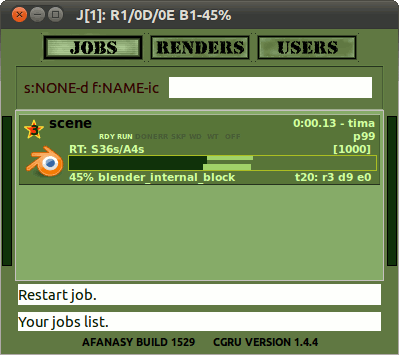 J[1]: R1/0D/0E B1-45%
JOBS RENDERS USERS
s:NONE-d f:NAME-ic
3 scene 0:00.13 - tima
RDY RUN DON ERR SKP WD WT OFF p99
RT: S36s/A4s [1000]
45% blender_internal_block t20: r3 d9 e0
Restart job.
Your jobs list.
AFANASY BUILD 1529 CGRU VERSION 1.4.4